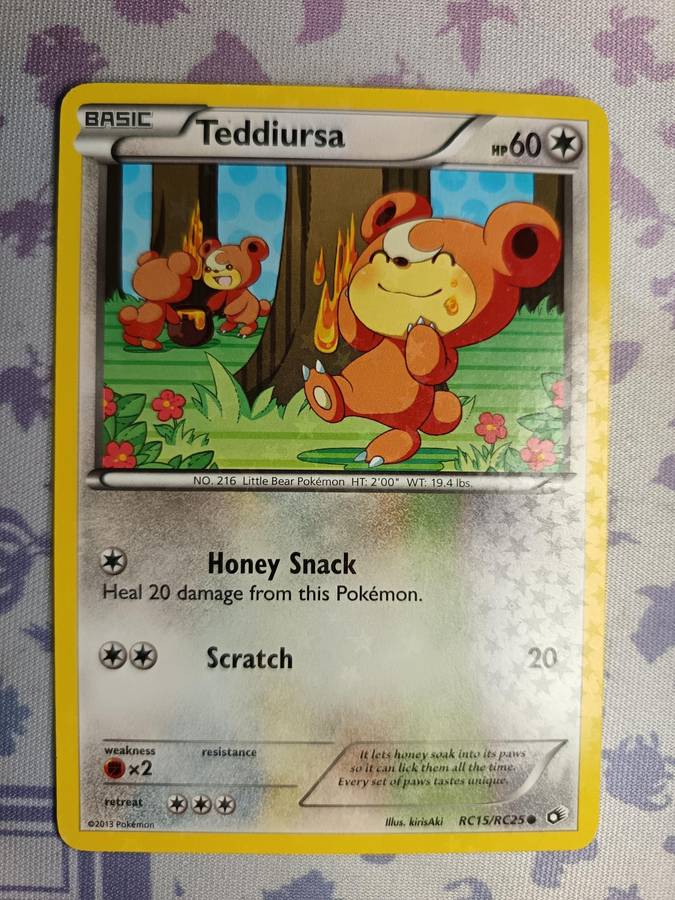 BASIC Teddiursa HP60
NO. 216 Little Bear Pokémon HT: 2'00" WT: 19.4 lbs.
Honey Snack
Heal 20 damage from this Pokémon.
Scratch 20
weakness resistance
×2
It lets honey soak into its paws
so it can lick them all the time.
Every set of paws tastes unique.
retreat
©2013 Pokémon Illus. kirisAki RC15/RC25